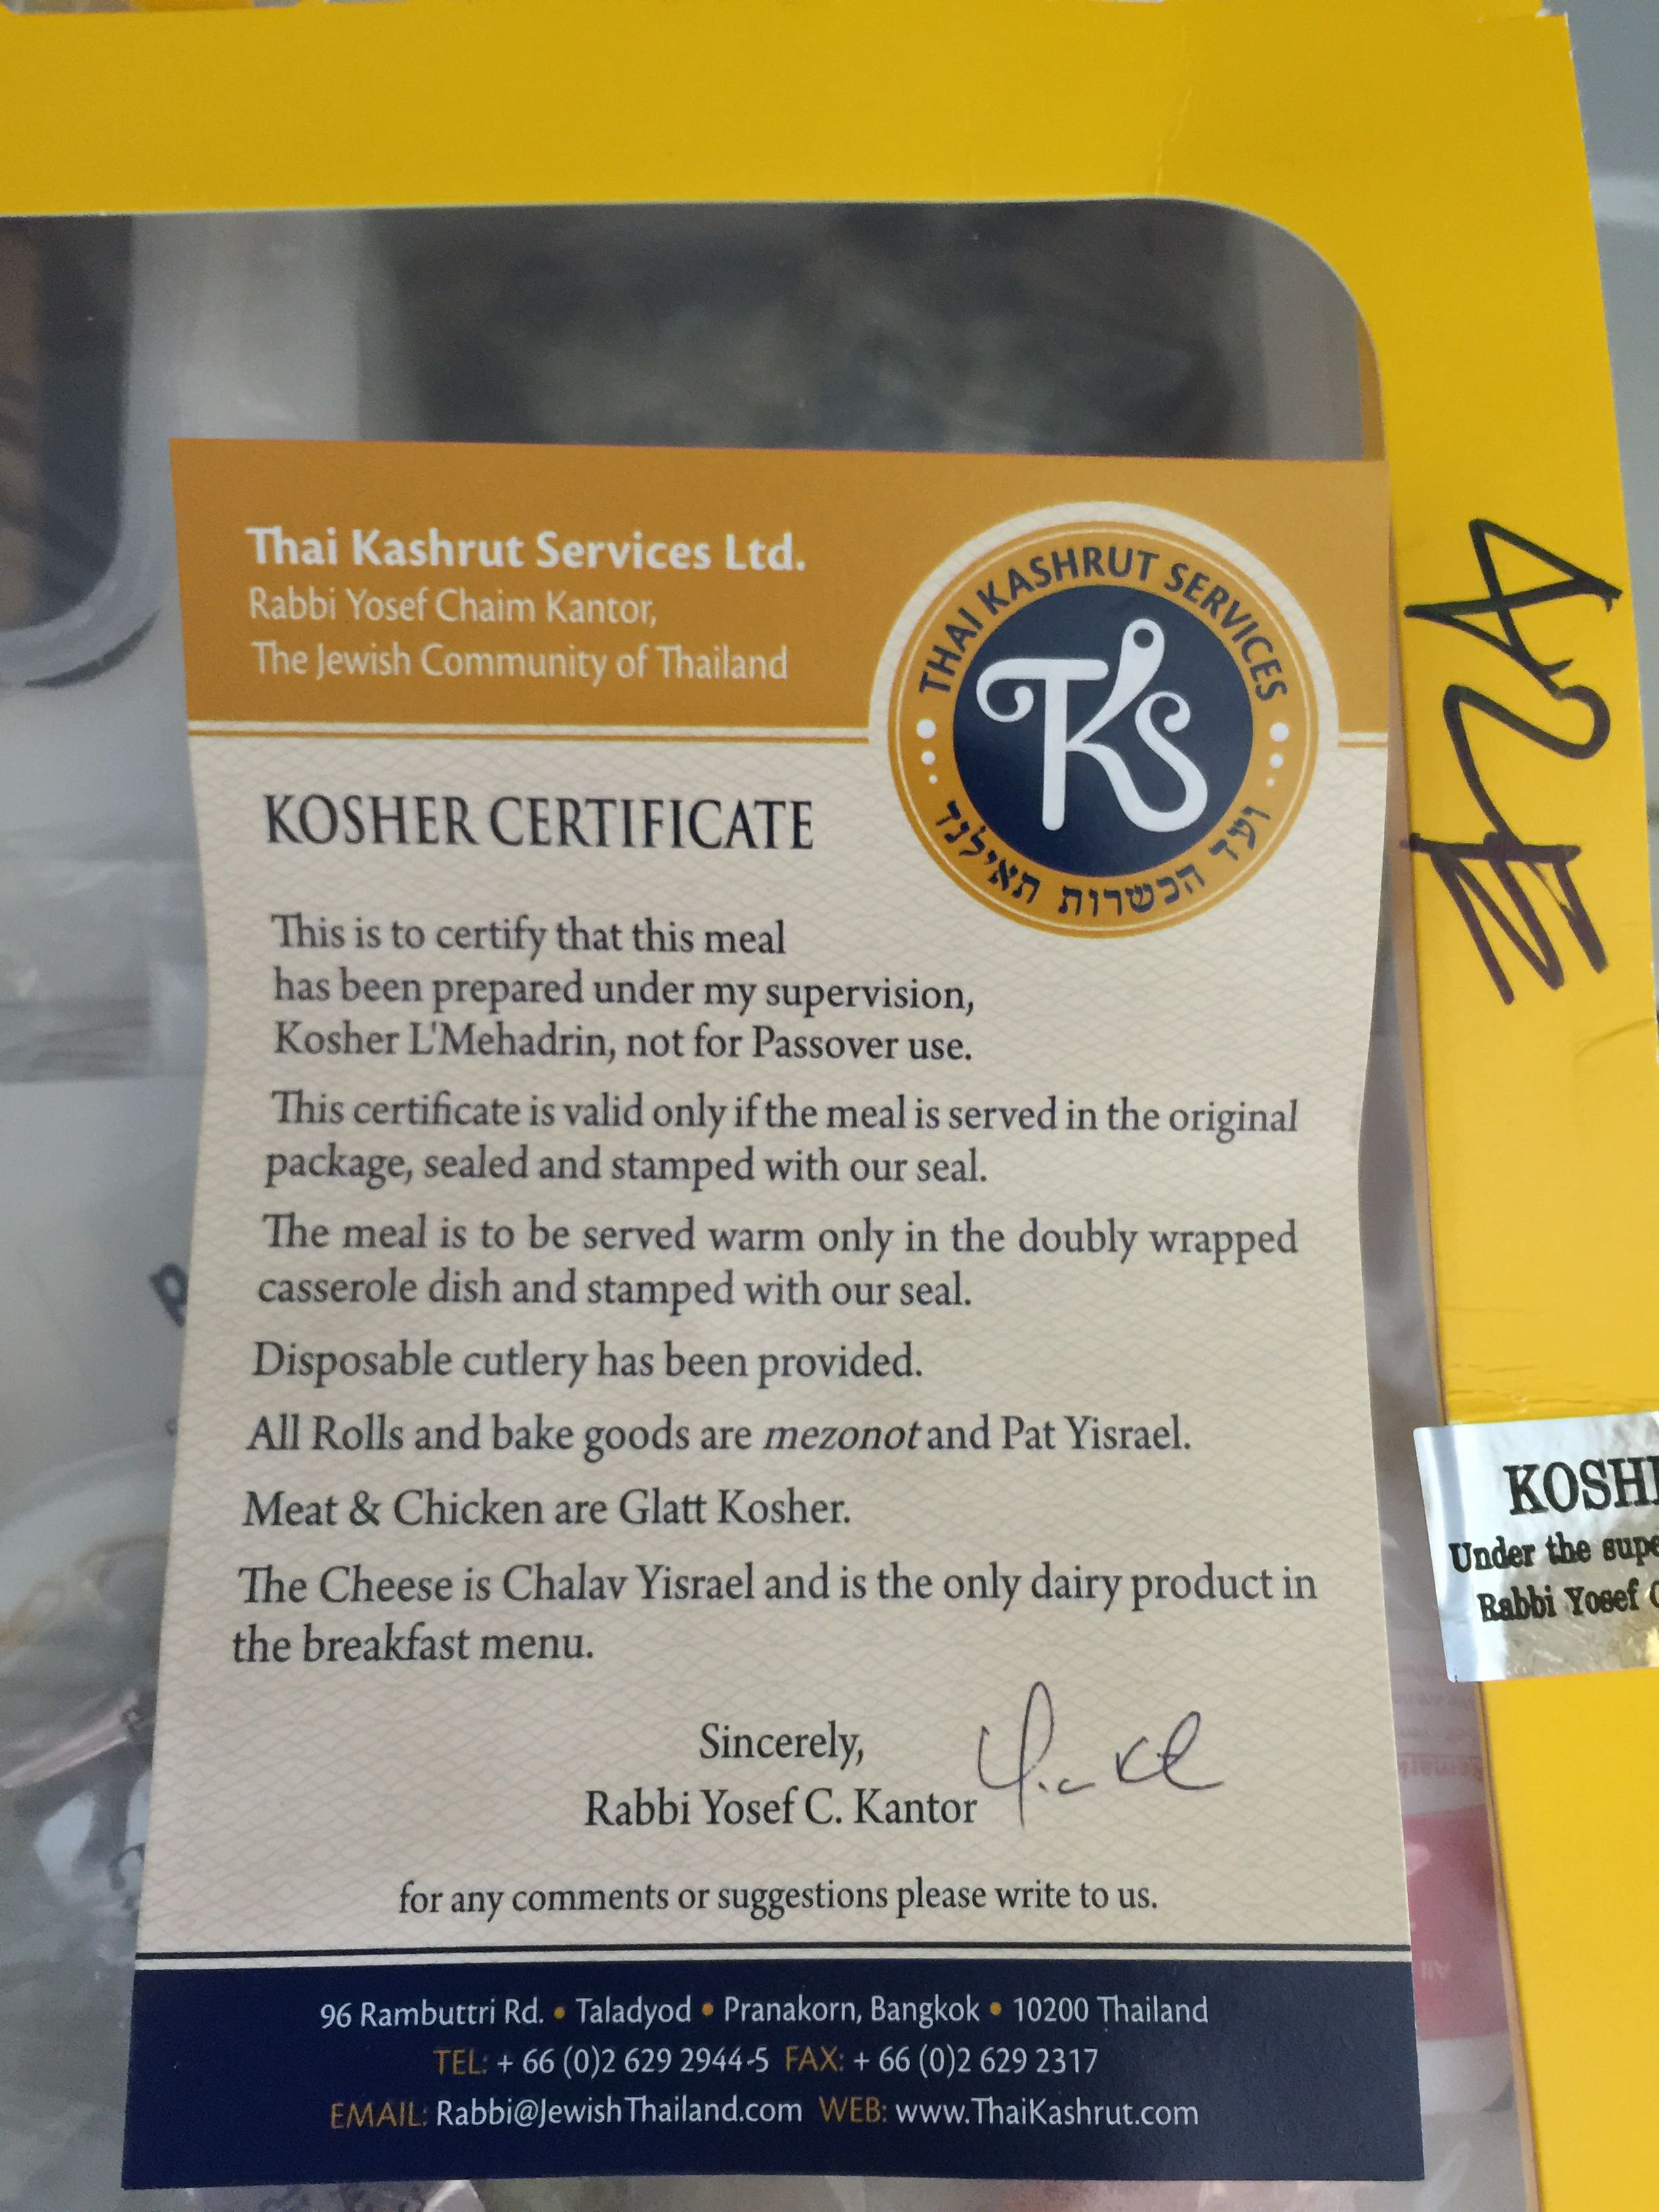 Thai Kashrut Services Ltd.
Rabbi Yosef Chaim Kantor,
The Jewish Community of Thailand
THAI KASHRUT SERVICES
TKS
ועד הכשרות תאילנד
KOSHER CERTIFICATE
This is to certify that this meal
has been prepared under my supervision,
Kosher L'Mehadrin, not for Passover use.
This certificate is valid only if the meal is served in the original
package, sealed and stamped with our seal.
The meal is to be served warm only in the doubly wrapped
casserole dish and stamped with our seal.
Disposable cutlery has been provided.
All Rolls and bake goods are mezonot and Pat Yisrael.
Meat & Chicken are Glatt Kosher.
The Cheese is Chalav Yisrael and is the only dairy product in
the breakfast menu.
Sincerely,
Rabbi Yosef C. Kantor
for any comments or suggestions please write to us.
96 Rambuttri Rd. • Taladyod • Pranakorn, Bangkok • 10200 Thailand
TEL: + 66 (0)2 629 2944-5 FAX: + 66 (0)2 629 2317
EMAIL: Rabbi@JewishThailand.com WEB: www.ThaiKashrut.com
KOSH
Under the supe
Rabbi Yosef